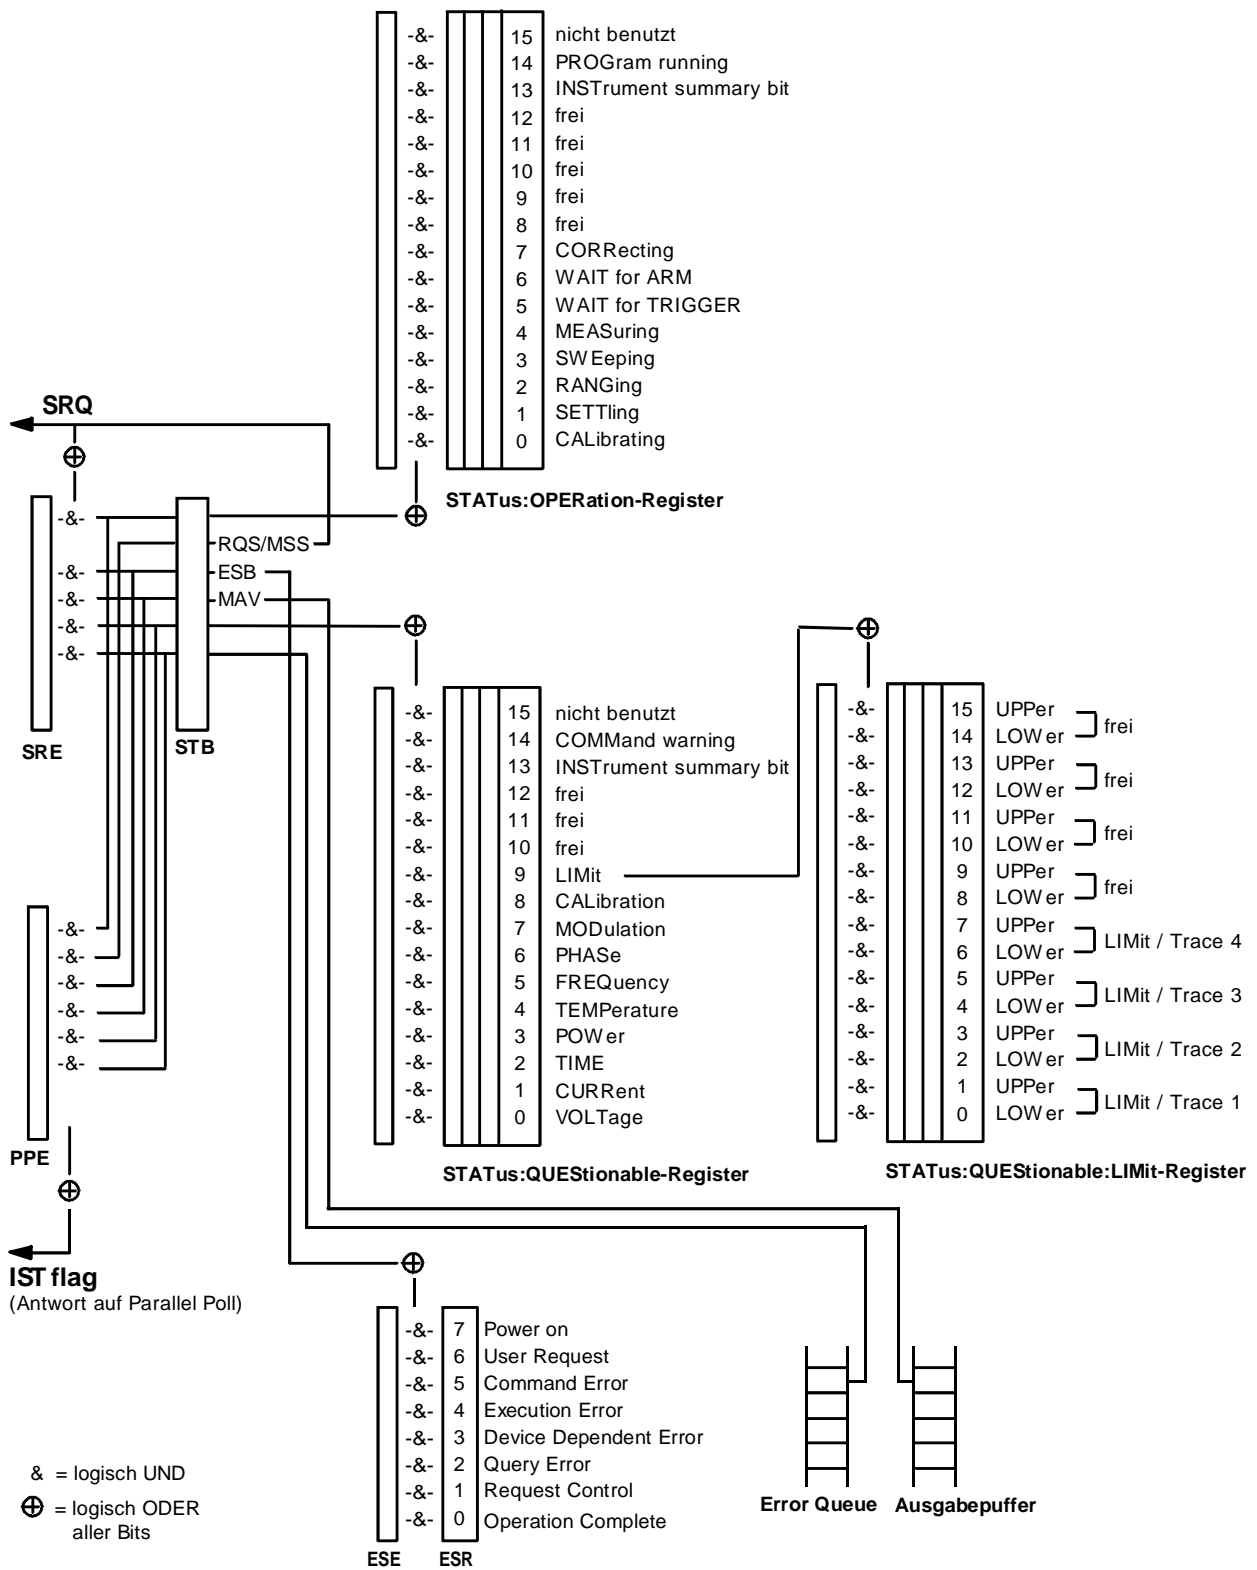 -&- 15 nicht benutzt
-&- 14 PROGram running
-&- 13 INSTrument summary bit
-&- 12 frei
-&- 11 frei
-&- 10 frei
-&- 9 frei
-&- 8 frei
-&- 7 CORRecting
-&- 6 WAIT for ARM
-&- 5 WAIT for TRIGGER
-&- 4 MEASuring
-&- 3 SWEeping
-&- 2 RANGing
-&- 1 SETTling
-&- 0 CALibrating
STATus:OPERation-Register
SRQ
-&-
RQS/MSS
-&- ESB
-&- MAV
-&-
-&-
SRE
STB
-&- 15 nicht benutzt
-&- 14 COMMand warning
-&- 13 INSTrument summary bit
-&- 12 frei
-&- 11 frei
-&- 10 frei
-&- 9 LIMit
-&- 8 CALibration
-&- 7 MODulation
-&- 6 PHASe
-&- 5 FREQuency
-&- 4 TEMPerature
-&- 3 POWer
-&- 2 TIME
-&- 1 CURRent
-&- 0 VOLTage
STATus:QUEStionable-Register
-&- 15 UPPer
frei
-&- 14 LOWer
-&- 13 UPPer
frei
-&- 12 LOWer
-&- 11 UPPer
frei
-&- 10 LOWer
-&- 9 UPPer
frei
-&- 8 LOWer
-&- 7 UPPer
LIMit / Trace 4
-&- 6 LOWer
-&- 5 UPPer
LIMit / Trace 3
-&- 4 LOWer
-&- 3 UPPer
LIMit / Trace 2
-&- 2 LOWer
-&- 1 UPPer
LIMit / Trace 1
-&- 0 LOWer
STATus:QUEStionable:LIMit-Register
-&-
-&-
-&-
-&-
-&-
-&-
PPE
IST flag
(Antwort auf Parallel Poll)
-&- 7 Power on
-&- 6 User Request
-&- 5 Command Error
-&- 4 Execution Error
-&- 3 Device Dependent Error
-&- 2 Query Error
-&- 1 Request Control
-&- 0 Operation Complete
ESE ESR
Error Queue Ausgabepuffer
& = logisch UND
⊕ = logisch ODER
aller Bits